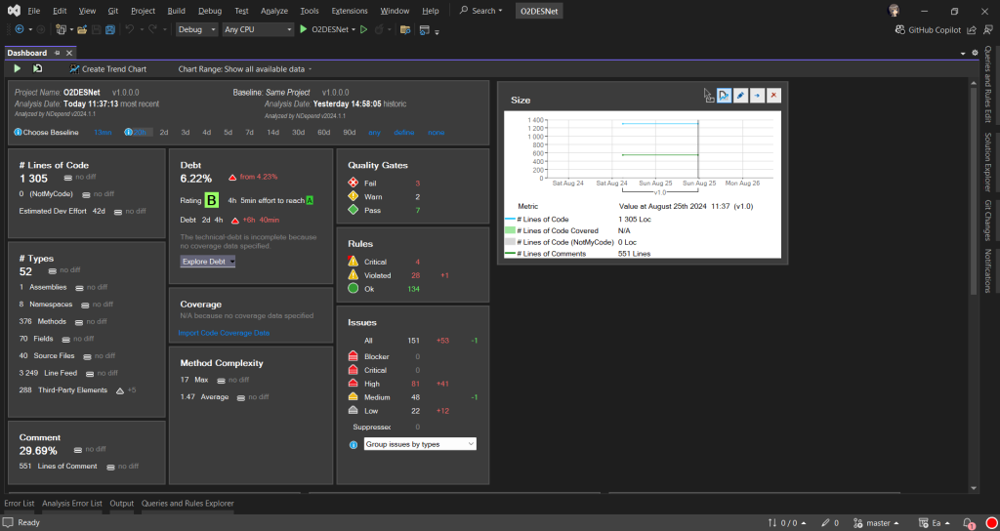 File Edit View Git Project Build Debug Test Analyze Tools Extensions Window Help Search O2DESNet
Debug Any CPU O2DESNet GitHub Copilot
Dashboard
Create Trend Chart Chart Range: Show all available data
Project Name: O2DESNet v1.0.0.0 Baseline: Same Project v1.0.0.0
Analysis Date: Today 11:37:13 most recent Analysis Date: Yesterday 14:58:05 historic
Analyzed by NDepend v2024.1.1 Analyzed by NDepend v2024.1.1
Choose Baseline 13mn 20h 2d 3d 4d 5d 7d 14d 30d 60d 90d any define none
# Lines of Code
1 305 no diff
0 (NotMyCode) no diff
Estimated Dev Effort 42d no diff
# Types
52 no diff
1 Assemblies no diff
8 Namespaces no diff
376 Methods no diff
70 Fields no diff
40 Source Files no diff
3 249 Line Feed no diff
288 Third-Party Elements +5
Comment
29.69% no diff
551 Lines of Comment no diff
Debt
6.22% from 4.23%
Rating B 4h 5min effort to reach A
Debt 2d 4h +6h 40min
The technical-debt is incomplete because
no coverage data specified.
Explore Debt
Coverage
N/A because no coverage data specified
Import Code Coverage Data
Method Complexity
17 Max no diff
1.47 Average no diff
Quality Gates
Fail 3
Warn 2
Pass 7
Rules
Critical 4
Violated 28 +1
Ok 134
Issues
All 151 +53 -1
Blocker 0
Critical 0
High 81 +41
Medium 48 -1
Low 22 +12
Suppressed 0
Group issues by types
Size
1 400
1 200
1 000
800
600
400
200
0
Sat Aug 24 Sat Aug 24 Sun Aug 25 Sun Aug 25 Mon Aug 26
v1.0
Metric Value at August 25th 2024 11:37 (v1.0)
# Lines of Code 1 305 Loc
# Lines of Code Covered N/A
# Lines of Code (NotMyCode) 0 Loc
# Lines of Comments 551 Lines
Queries and Rules Edit
Solution Explorer
Git Changes
Notifications
Error List Analysis Error List Output Queries and Rules Explorer
Ready 0 / 0 0 master Ea 1